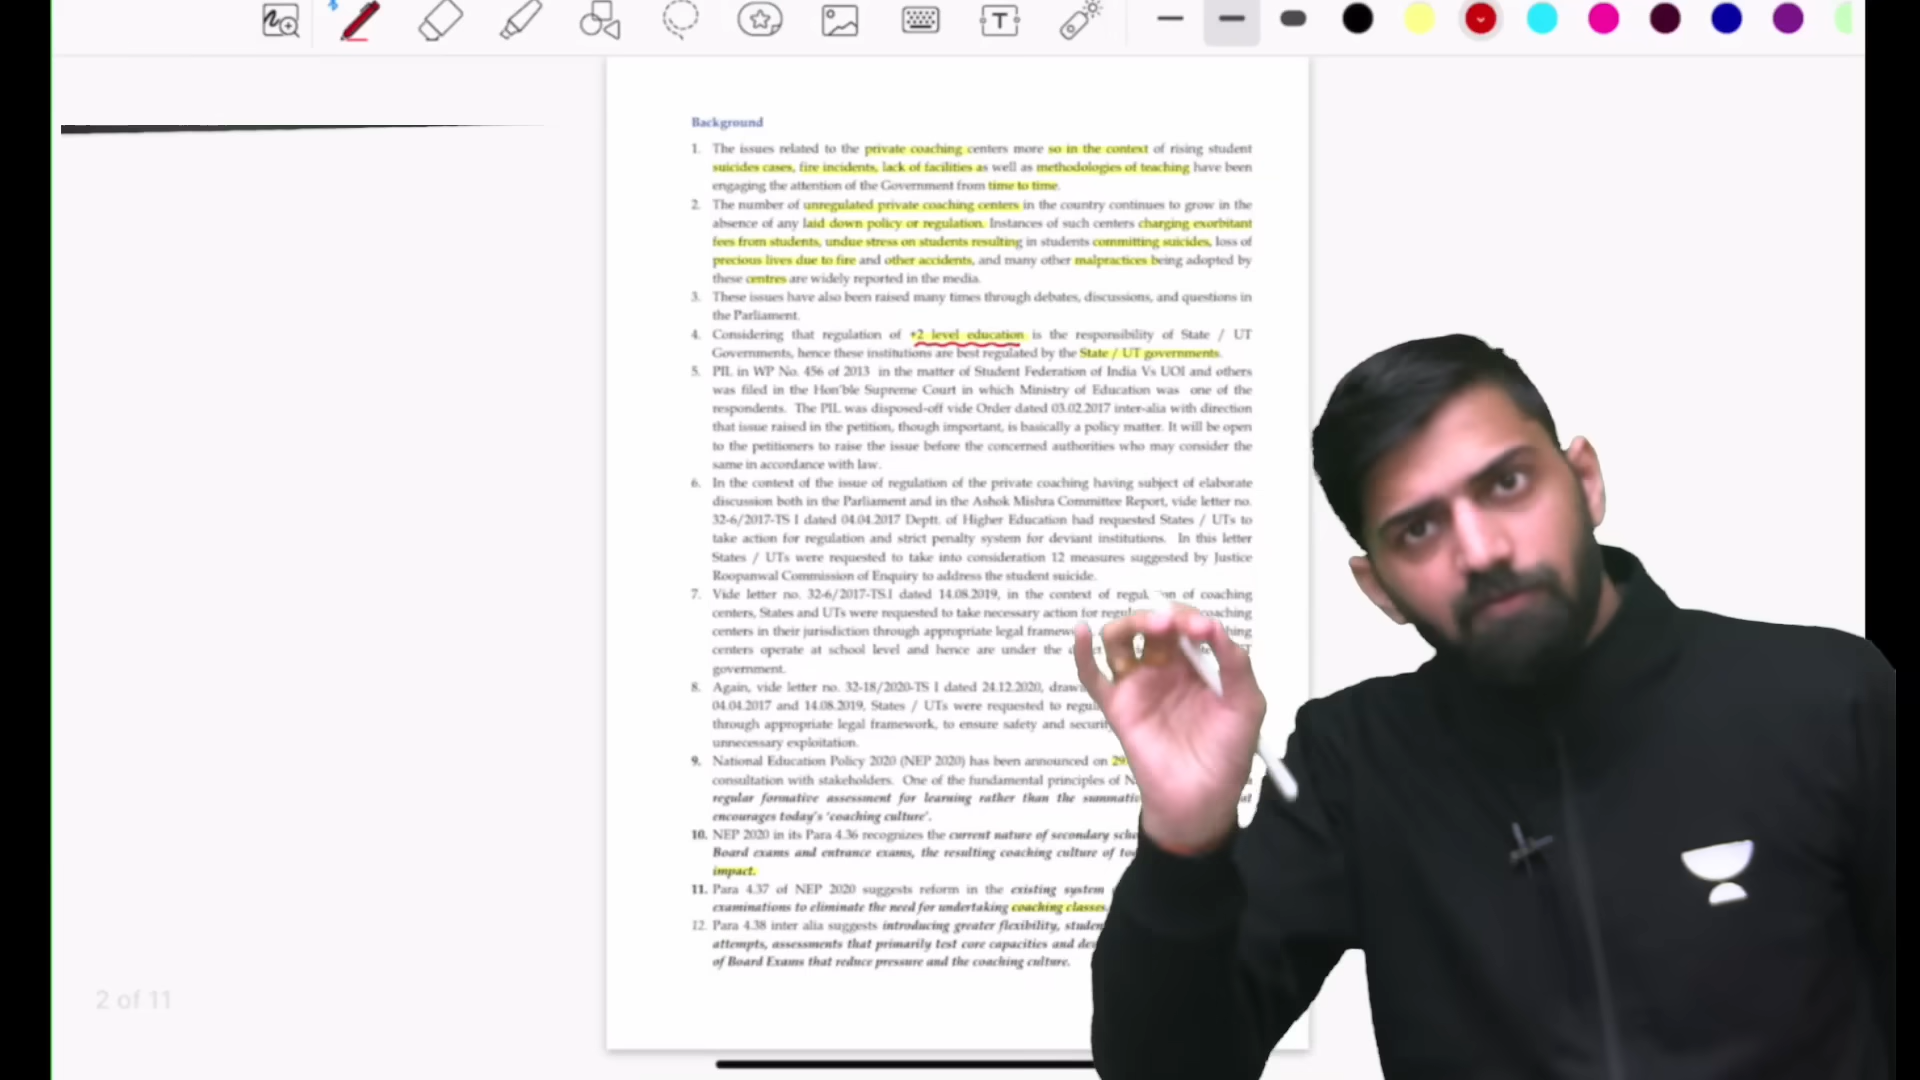 T
Background
1. The issues related to the private coaching centers more so in the context of rising student
suicides cases, fire incidents, lack of facilities as well as methodologies of teaching have been
engaging the attention of the Government from time to time.
2. The number of unregulated private coaching centers in the country continues to grow in the
absence of any laid down policy or regulation. Instances of such centers charging exorbitant
fees from students, undue stress on students resulting in students committing suicides, loss of
precious lives due to fire and other accidents, and many other malpractices being adopted by
these centres are widely reported in the media.
3. These issues have also been raised many times through debates, discussions, and questions in
the Parliament.
4. Considering that regulation of +2 level education is the responsibility of State / UT
Governments, hence these institutions are best regulated by the State / UT governments.
5. PIL in WP No. 456 of 2013 in the matter of Student Federation of India Vs UOI and others
was filed in the Hon'ble Supreme Court in which Ministry of Education was one of the
respondents. The PIL was disposed-off vide Order dated 03.02.2017 inter-alia with direction
that issue raised in the petition, though important, is basically a policy matter. It will be open
to the petitioners to raise the issue before the concerned authorities who may consider the
same in accordance with law.
6. In the context of the issue of regulation of the private coaching having subject of elaborate
discussion both in the Parliament and in the Ashok Mishra Committee Report, vide letter no.
32-6/2017-TS I dated 04.04.2017 Deptt. of Higher Education had requested States / UTs to
take action for regulation and strict penalty system for deviant institutions. In this letter
States / UTs were requested to take into consideration 12 measures suggested by Justice
Roopanwal Commission of Enquiry to address the student suicide.
7. Vide letter no. 32-6/2017-TS.I dated 14.08.2019, in the context of of coaching
centers, States and UTs were requested to take necessary action for coaching
centers in their jurisdiction through appropriate legal
centers operate at school level and hence are under the
government.
8. Again, vide letter no. 32-18/2020-TS I dated 24.12.2020,
04.04.2017 and 14.08.2019, States / UTs were requested to
through appropriate legal framework, to ensure safety and
unnecessary exploitation.
9. National Education Policy 2020 (NEP 2020) has been announced on 29
consultation with stakeholders. One of the fundamental principles of
regular formative assessment for learning rather than the
encourages today's 'coaching culture'.
10. NEP 2020 in its Para 4.36 recognizes the current nature of secondary
Board exams and entrance exams, the resulting coaching culture of
impact.
11. Para 4.37 of NEP 2020 suggests reform in the existing system
examinations to eliminate the need for undertaking coaching classes.
12. Para 4.38 inter alia suggests introducing greater flexibility,
attempts, assessments that primarily test core capacities and
of Board Exams that reduce pressure and the coaching culture.
2 of 11